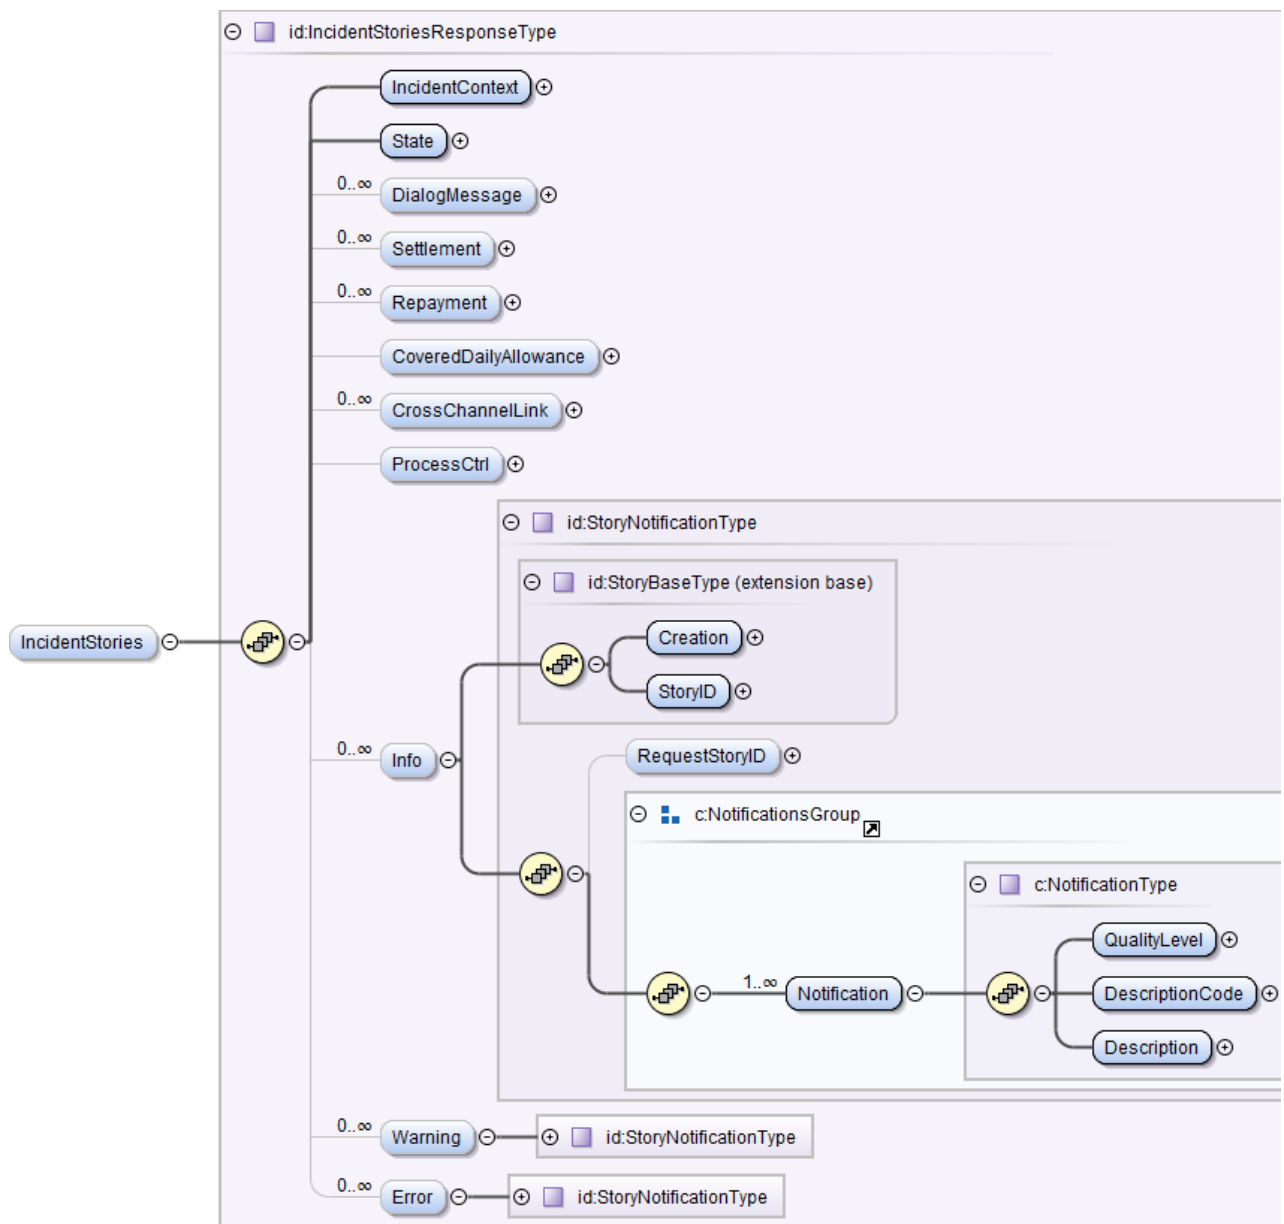 id:IncidentStoriesResponseType
IncidentContext
State
0..∞
DialogMessage
0..∞
Settlement
0..∞
Repayment
CoveredDailyAllowance
0..∞
CrossChannelLink
ProcessCtrl
id:StoryNotificationType
id:StoryBaseType (extension base)
Creation
IncidentStories
StoryID
0..∞
Info
RequestStoryID
c:NotificationsGroup
c:NotificationType
QualityLevel
1..∞
Notification
DescriptionCode
Description
0..∞
Warning
id:StoryNotificationType
0..∞
Error
id:StoryNotificationType